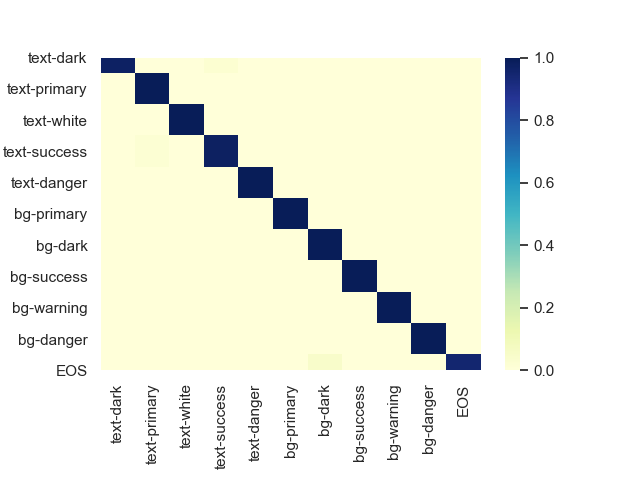 text-dark
text-primary
text-white
text-success
text-danger
bg-primary
bg-dark
bg-success
bg-warning
bg-danger
EOS
text-dark
text-primary
text-white
text-success
text-danger
bg-primary
bg-dark
bg-success
bg-warning
bg-danger
EOS
1.0
0.8
0.6
0.4
0.2
0.0